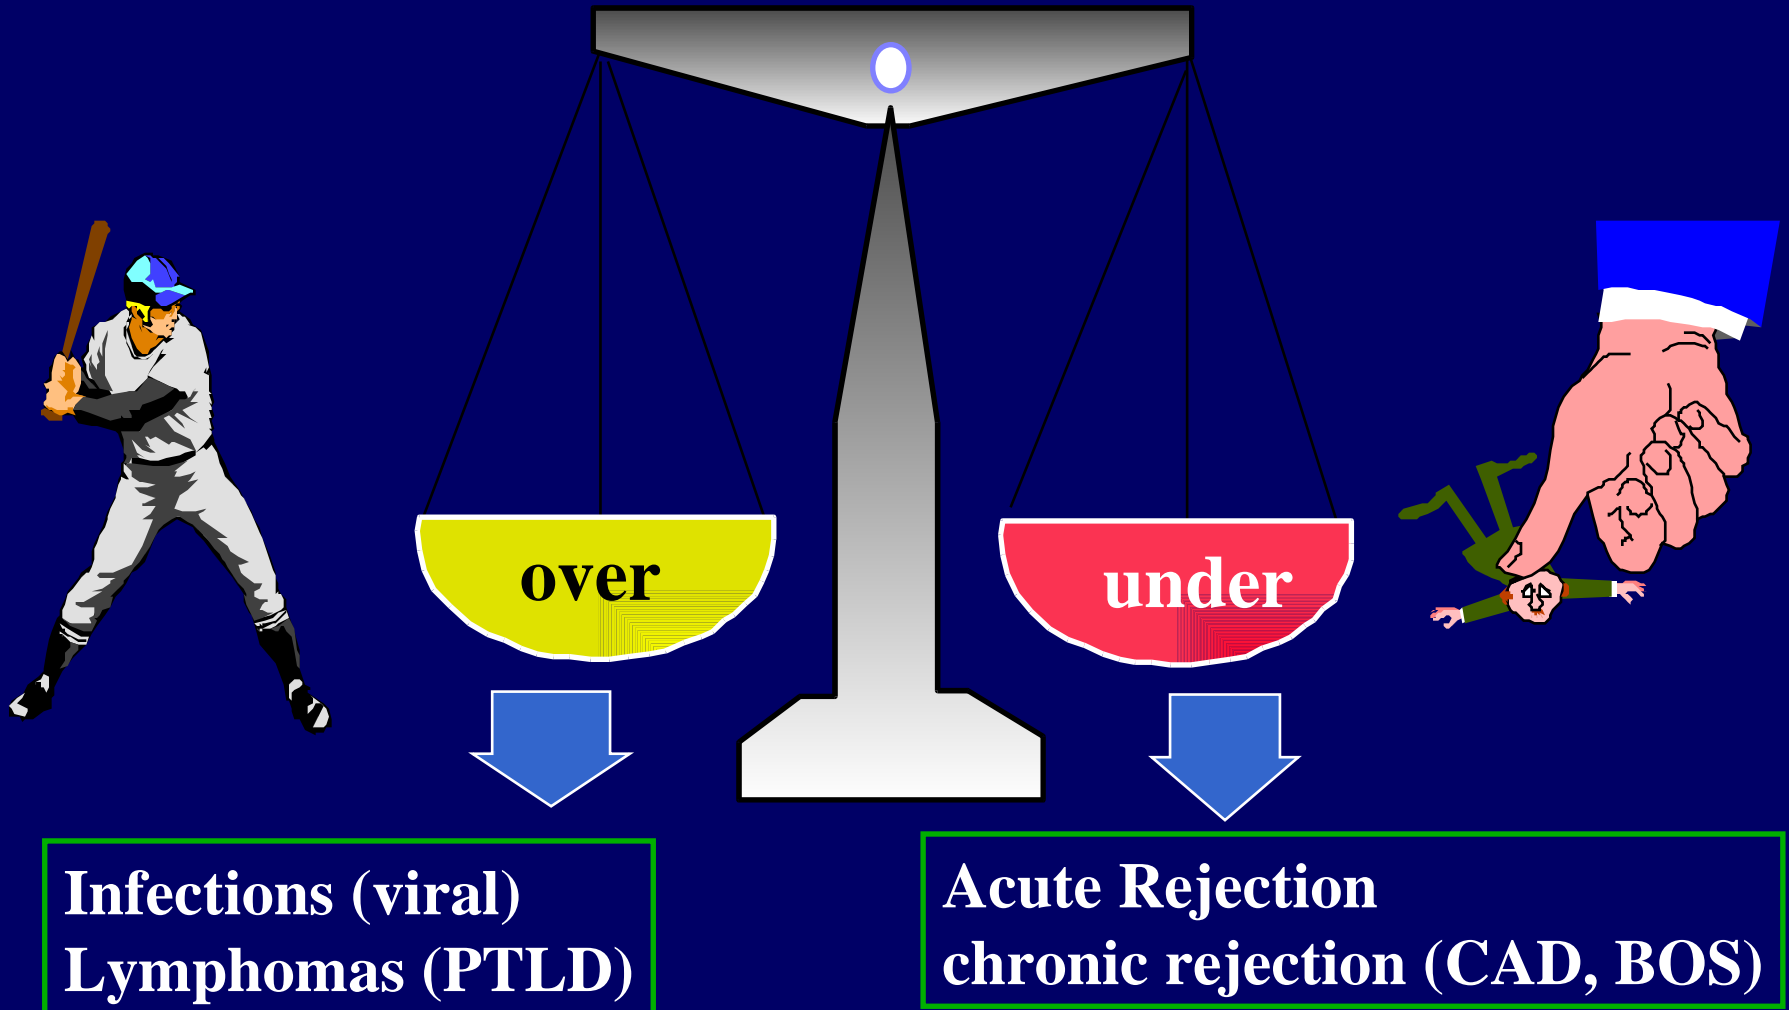 over
under
Infections (viral)
Lymphomas (PTLD)
Acute Rejection
chronic rejection (CAD, BOS)